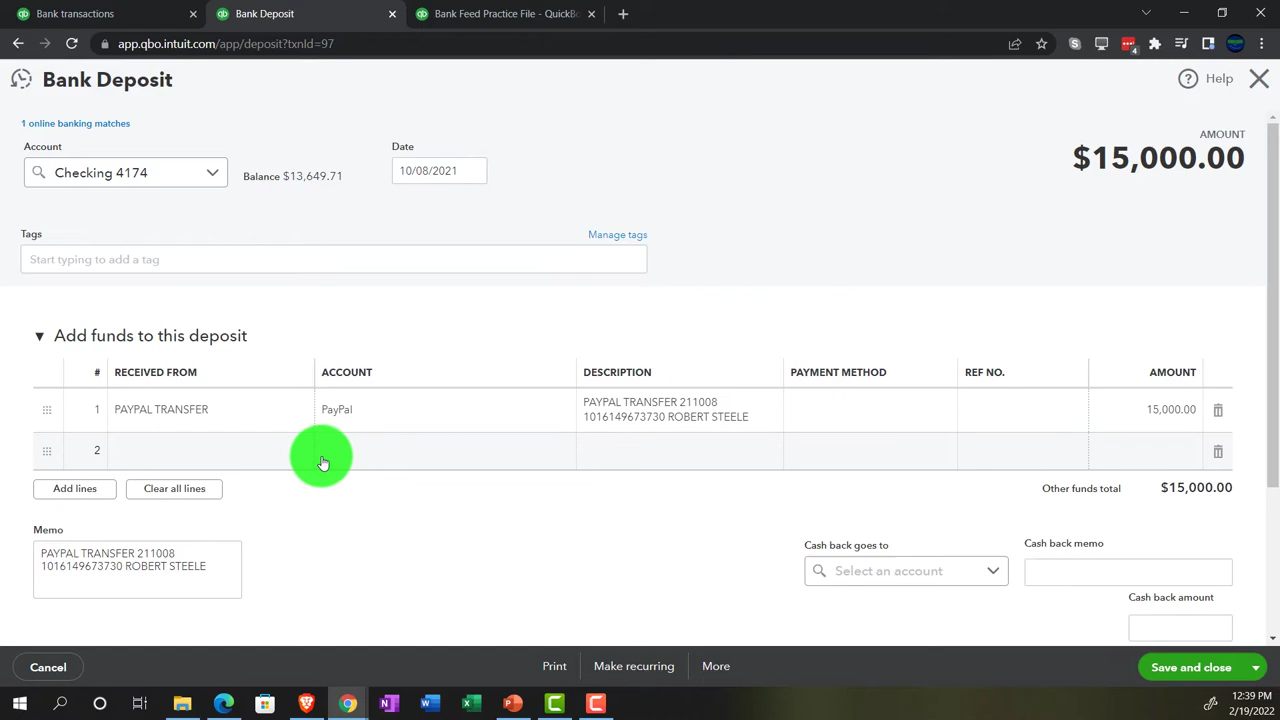 Bank transactions
Bank Deposit
Bank Feed Practice File - QuickBo
app.qbo.intuit.com/app/deposit?txnId=97
4
Bank Deposit
Help
1 online banking matches
Account
Checking 4174
Balance $13,649.71
Date
10/08/2021
AMOUNT
$15,000.00
Tags
Manage tags
Start typing to add a tag
Add funds to this deposit
# RECEIVED FROM ACCOUNT DESCRIPTION PAYMENT METHOD REF NO. AMOUNT
1 PAYPAL TRANSFER PayPal PAYPAL TRANSFER 211008 15,000.00
1016149673730 ROBERT STEELE
2
Add lines Clear all lines Other funds total $15,000.00
Memo
PAYPAL TRANSFER 211008
1016149673730 ROBERT STEELE
Cash back goes to
Select an account
Cash back memo
Cash back amount
Cancel Print Make recurring More Save and close
12:39 PM
2/19/2022